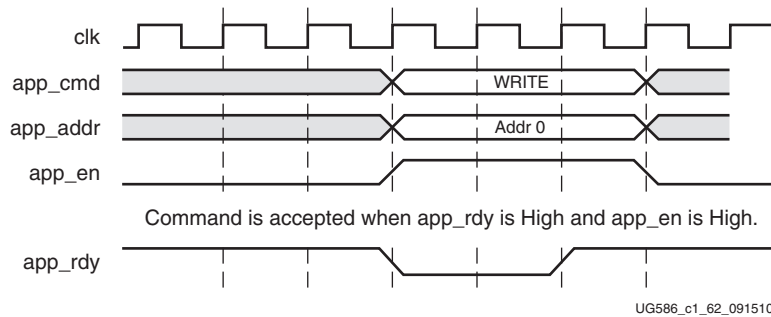 clk
app_cmd WRITE
app_addr Addr 0
app_en
Command is accepted when app_rdy is High and app_en is High.
app_rdy
UG586_c1_62_091510